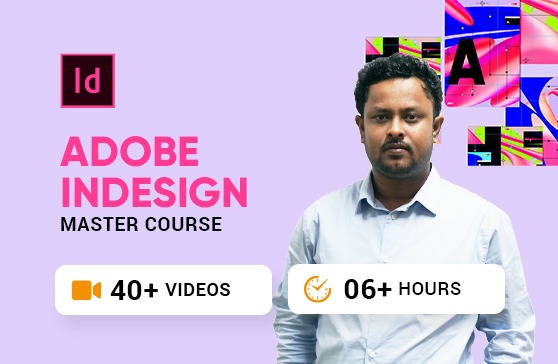 Id
A
ADOBE
INDESIGN
MASTER COURSE
40+ VIDEOS
06+ HOURS